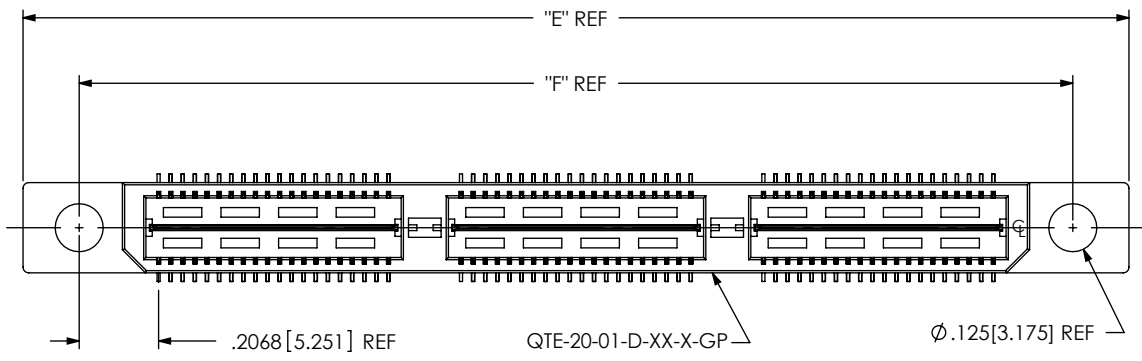 "E" REF
"F" REF
℄
.2068 [5.251] REF
QTE-20-01-D-XX-X-GP
Ø .125[3.175] REF